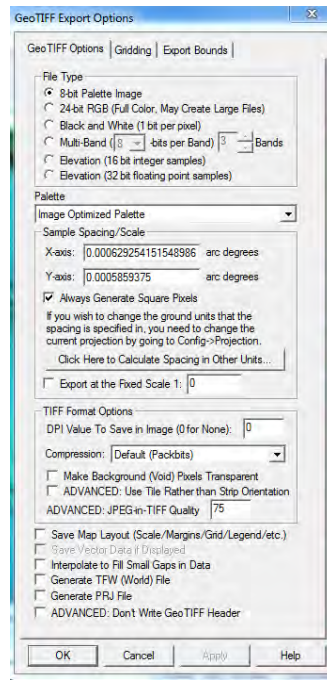 GeoTIFF Export Options
GeoTIFF Options Gridding Export Bounds
File Type
8-bit Palette Image
24-bit RGB (Full Color, May Create Large Files)
Black and White (1 bit per pixel)
Multi-Band ( 8 -bits per Band) 3 Bands
Elevation (16 bit integer samples)
Elevation (32 bit floating point samples)
Palette
Image Optimized Palette
Sample Spacing/Scale
X-axis: 0.000629254151548986 arc degrees
Y-axis: 0.0005859375 arc degrees
Always Generate Square Pixels
If you wish to change the ground units that the
spacing is specified in, you need to change the
current projection by going to Config->Projection.
Click Here to Calculate Spacing in Other Units...
Export at the Fixed Scale 1: 0
TIFF Format Options
DPI Value To Save in Image (0 for None): 0
Compression: Default (Packbits)
Make Background (Void) Pixels Transparent
ADVANCED: Use Tile Rather than Strip Orientation
ADVANCED: JPEG-in-TIFF Quality 75
Save Map Layout (Scale/Margins/Grid/Legend/etc.)
Save Vector Data if Displayed
Interpolate to Fill Small Gaps in Data
Generate TFW (World) File
Generate PRJ File
ADVANCED: Don't Write GeoTIFF Header
OK Cancel Apply Help